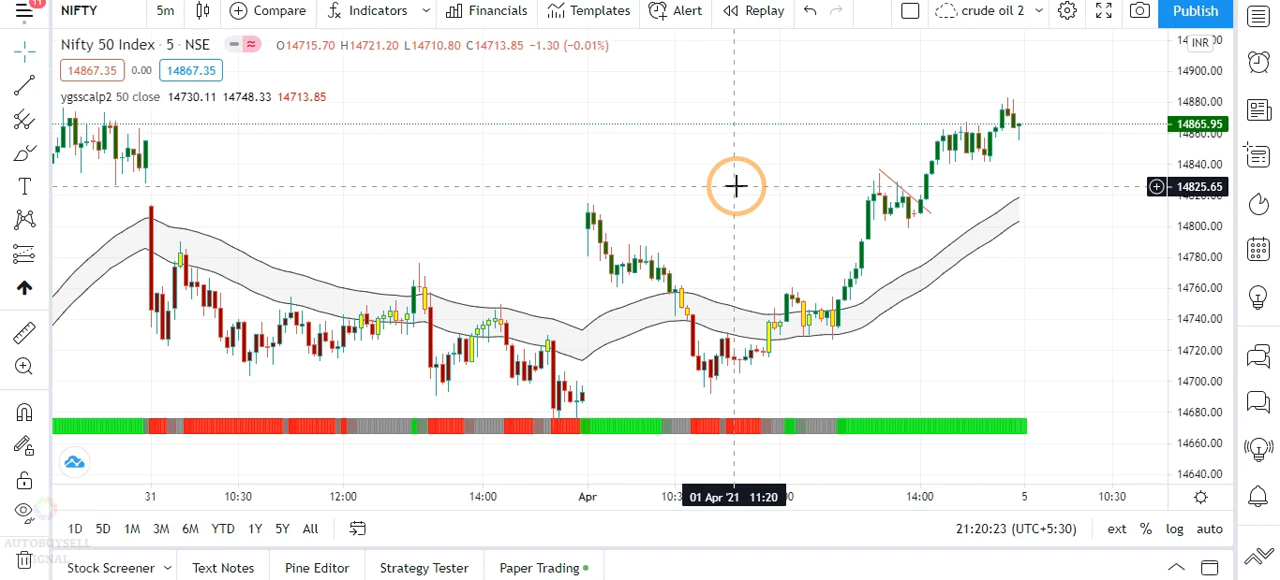 11
NIFTY 5m Compare Indicators Financials Templates Alert Replay crude oil 2 Publish
Nifty 50 Index · 5 · NSE O14715.70 H14721.20 L14710.80 C14713.85 -1.30 (-0.01%)
INR
14867.35 0.00 14867.35
ygsscalp2 50 close 14730.11 14748.33 14713.85
14900.00
14880.00
14865.95
14860.00
14840.00
14825.65
14800.00
14780.00
14760.00
14740.00
14720.00
14700.00
14680.00
14660.00
14640.00
31 10:30 12:00 14:00 Apr 01 Apr '21 11:20 14:00 5 10:30
1D 5D 1M 3M 6M YTD 1Y 5Y All 21:20:23 (UTC+5:30) ext % log auto
AUTOBUYSELL
SIGNAL
Stock Screener Text Notes Pine Editor Strategy Tester Paper Trading